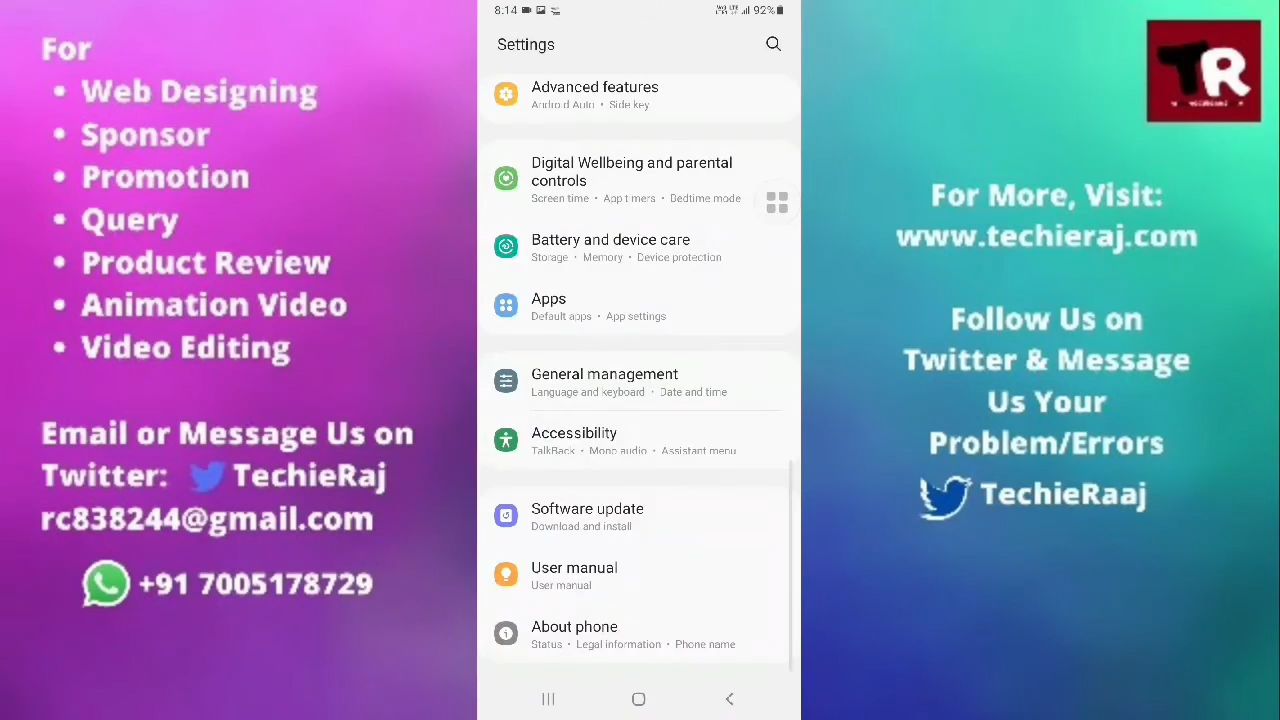 For
• Web Designing
• Sponsor
• Promotion
• Query
• Product Review
• Animation Video
• Video Editing
Email or Message Us on
Twitter: TechieRaj
rc838244@gmail.com
+91 7005178729
8:14
92%
Settings
Advanced features
Android Auto • Side key
Digital Wellbeing and parental
controls
Screen time • App t mers • Bedtime mode
Battery and device care
Storage • Memory • Device protection
Apps
Default apps • App settings
General management
Language and keyboard • Date and time
Accessibility
TalkBack • Mono audio • Assistant menu
Software update
Download and install
User manual
User manual
About phone
Status • Legal information • Phone name
TR
For More, Visit:
www.techieraj.com
Follow Us on
Twitter & Message
Us Your
Problem/Errors
TechieRaaj